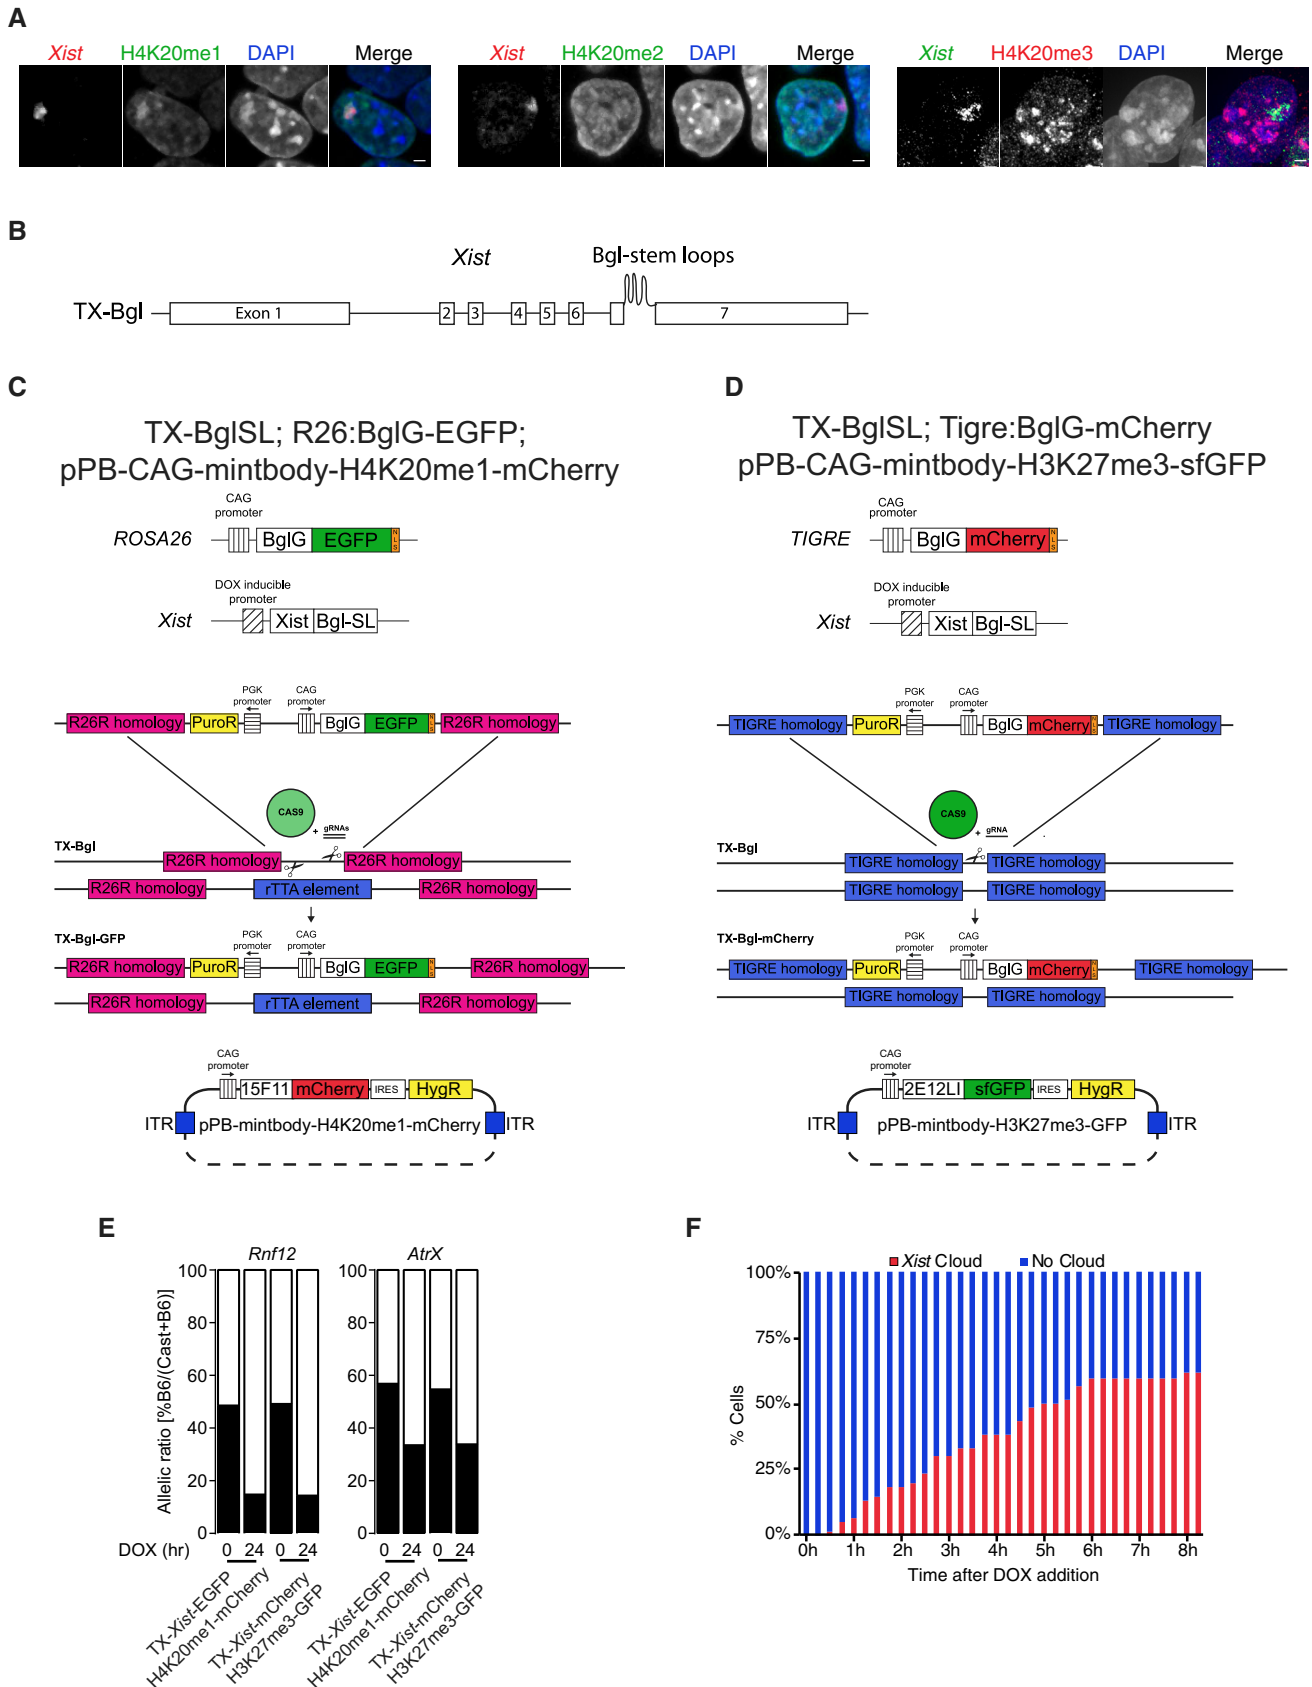 A
Xist H4K20me1 DAPI Merge
Xist H4K20me2 DAPI Merge
Xist H4K20me3 DAPI Merge
B
Xist
Bgl-stem loops
TX-Bgl
Exon 1 2 3 4 5 6 7
C
TX-BglSL; R26:BglG-EGFP;
pPB-CAG-mintbody-H4K20me1-mCherry
CAG
promoter
ROSA26
BglG EGFP NLS
DOX inducible
promoter
Xist
Xist Bgl-SL
PGK
promoter
CAG
promoter
R26R homology PuroR BglG EGFP NLS R26R homology
CAS9
+ gRNAs
TX-Bgl
R26R homology R26R homology
R26R homology rTTA element R26R homology
TX-Bgl-GFP
PGK
promoter
CAG
promoter
R26R homology PuroR BglG EGFP NLS R26R homology
R26R homology rTTA element R26R homology
CAG
promoter
15F11 mCherry IRES HygR
ITR pPB-mintbody-H4K20me1-mCherry ITR
D
TX-BglSL; Tigre:BglG-mCherry
pPB-CAG-mintbody-H3K27me3-sfGFP
CAG
promoter
TIGRE
BglG mCherry NLS
DOX inducible
promoter
Xist
Xist Bgl-SL
PGK
promoter
CAG
promoter
TIGRE homology PuroR BglG mCherry NLS TIGRE homology
CAS9
+ gRNA
TX-Bgl
TIGRE homology TIGRE homology
TIGRE homology TIGRE homology
TX-Bgl-mCherry
PGK
promoter
CAG
promoter
TIGRE homology PuroR BglG mCherry NLS TIGRE homology
TIGRE homology TIGRE homology
CAG
promoter
2E12LI sfGFP IRES HygR
ITR pPB-mintbody-H3K27me3-GFP ITR
E
Rnf12
AtrX
Allelic ratio [%B6/(Cast+B6)]
100
80
60
40
20
0
100
80
60
40
20
0
DOX (hr) 0 24 0 24 0 24 0 24
TX-Xist-EGFP
H4K20me1-mCherry
TX-Xist-mCherry
H3K27me3-GFP
TX-Xist-EGFP
H4K20me1-mCherry
TX-Xist-mCherry
H3K27me3-GFP
F
Xist Cloud No Cloud
% Cells
100%
75%
50%
25%
0%
0h 1h 2h 3h 4h 5h 6h 7h 8h
Time after DOX addition